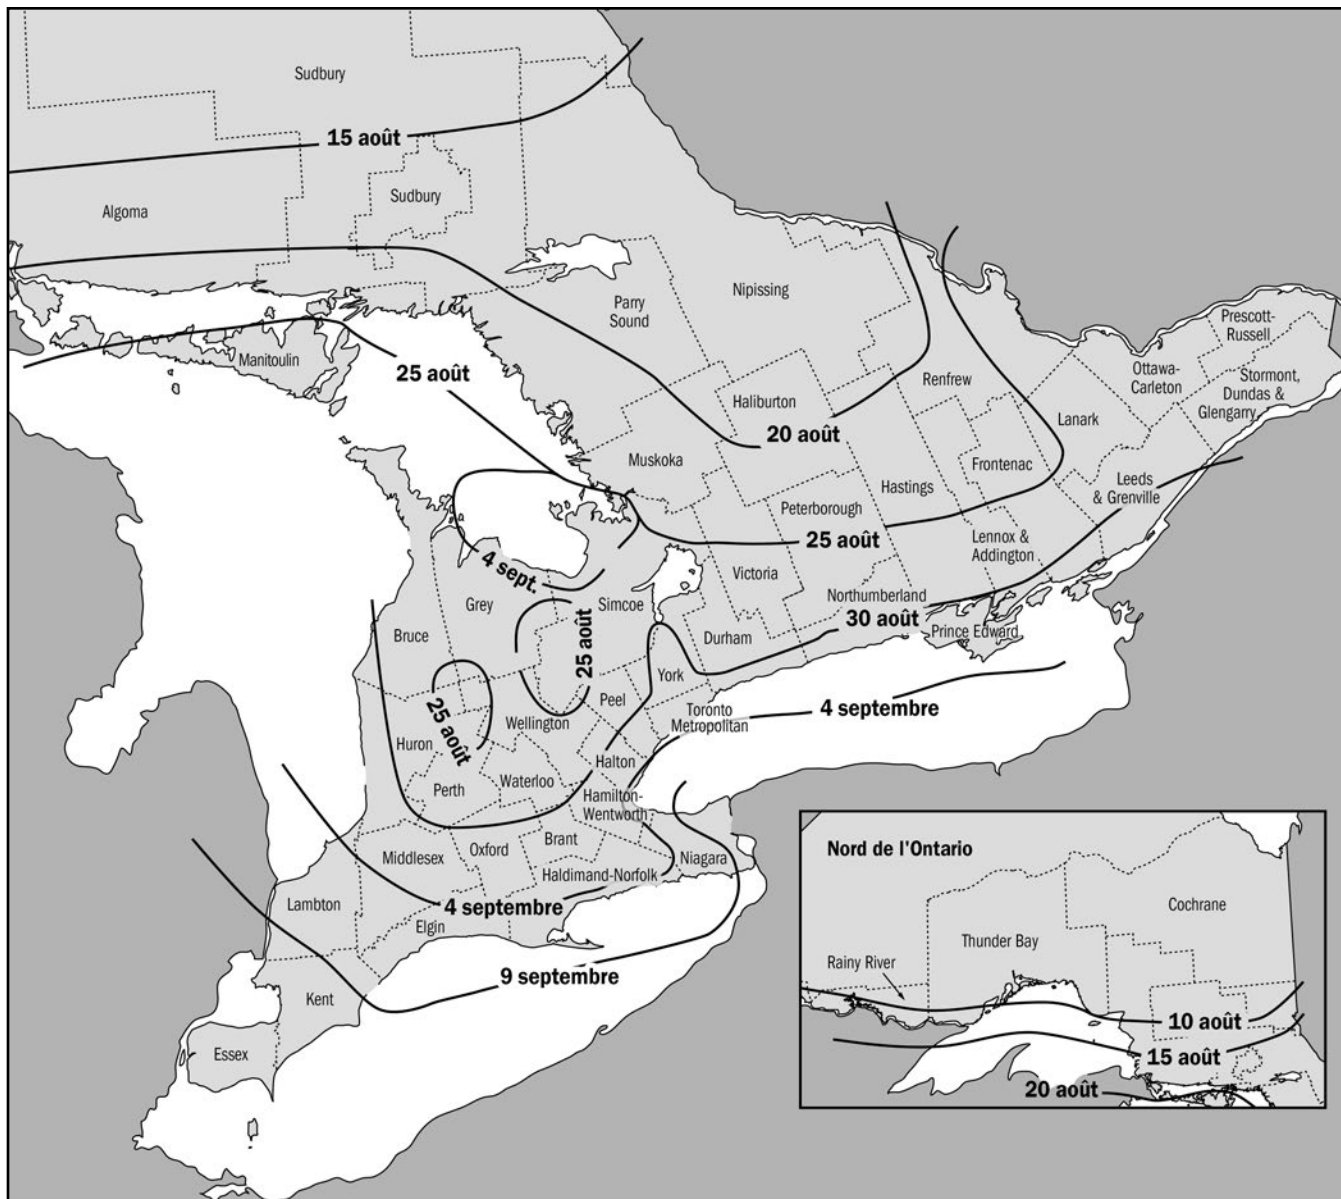 Sudbury
15 août
Sudbury
Algoma
Nipissing
Parry
Sound
Prescott-
Russell
Manitoulin
25 août
Ottawa-
Carleton
Stormont,
Dundas &
Glengarry
Renfrew
Haliburton
Lanark
20 août
Muskoka
Frontenac
Leeds
& Grenville
Hastings
Peterborough
25 août
Lennox &
Addington
4 sept.
Victoria
Grey
Simcoe
Northumberland
30 août
Bruce
Durham
Prince Edward
25 août
York
Peel
25 août
Toronto
Metropolitan
4 septembre
Wellington
Huron
Halton
Perth
Waterloo
Hamilton-
Wentworth
Brant
Oxford
Middlesex
Niagara
Haldimand-Norfolk
Lambton
4 septembre
Elgin
9 septembre
Kent
Essex
Nord de l'Ontario
Cochrane
Thunder Bay
Rainy River
10 août
15 août
20 août